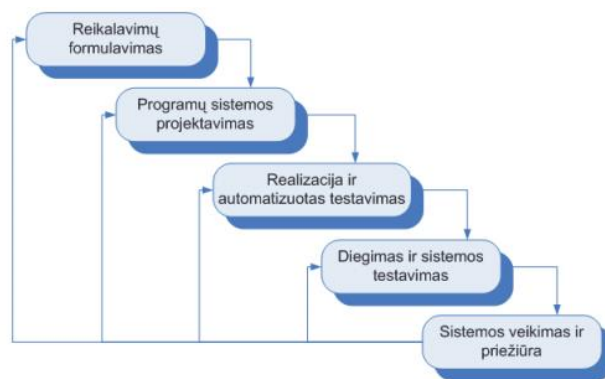 Reikalavimų
formulavimas
Programų sistemos
projektavimas
Realizacija ir
automatizuotas testavimas
Diegimas ir sistemos
testavimas
Sistemos veikimas ir
priežiūra